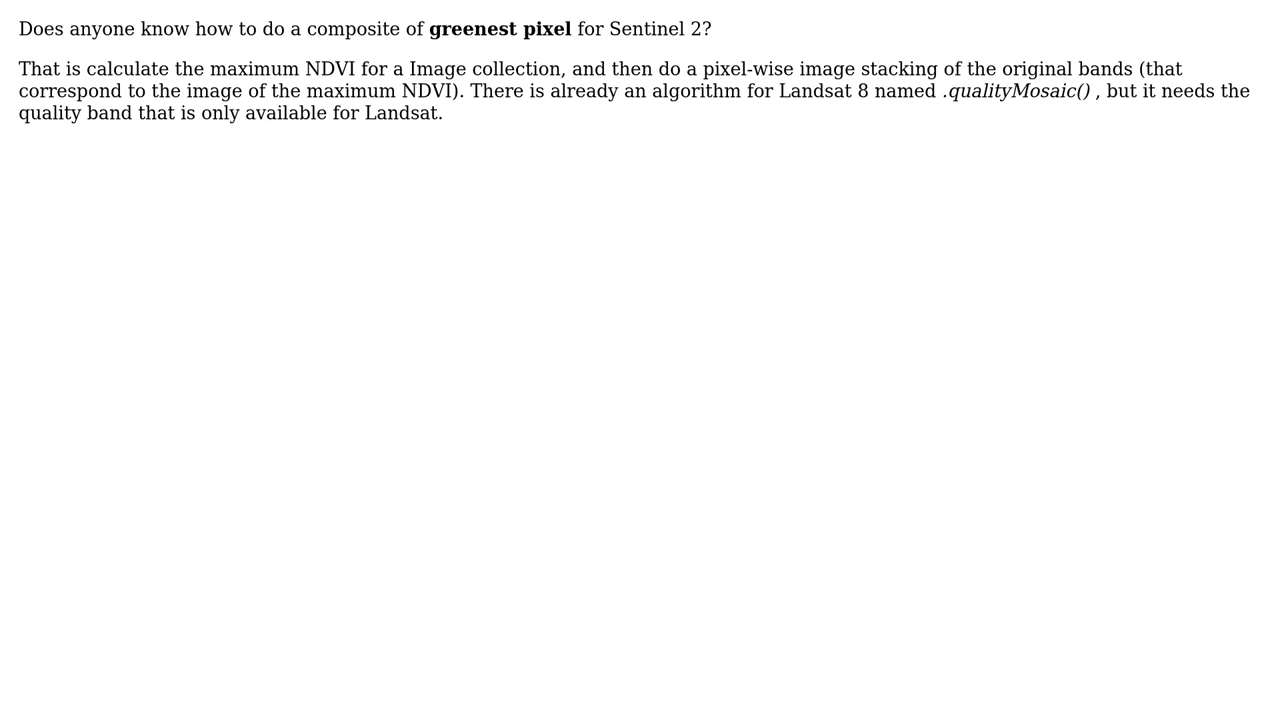 Does anyone know how to do a composite of greenest pixel for Sentinel 2?
That is calculate the maximum NDVI for a Image collection, and then do a pixel-wise image stacking of the original bands (that
correspond to the image of the maximum NDVI). There is already an algorithm for Landsat 8 named .qualityMosaic() , but it needs the
quality band that is only available for Landsat.